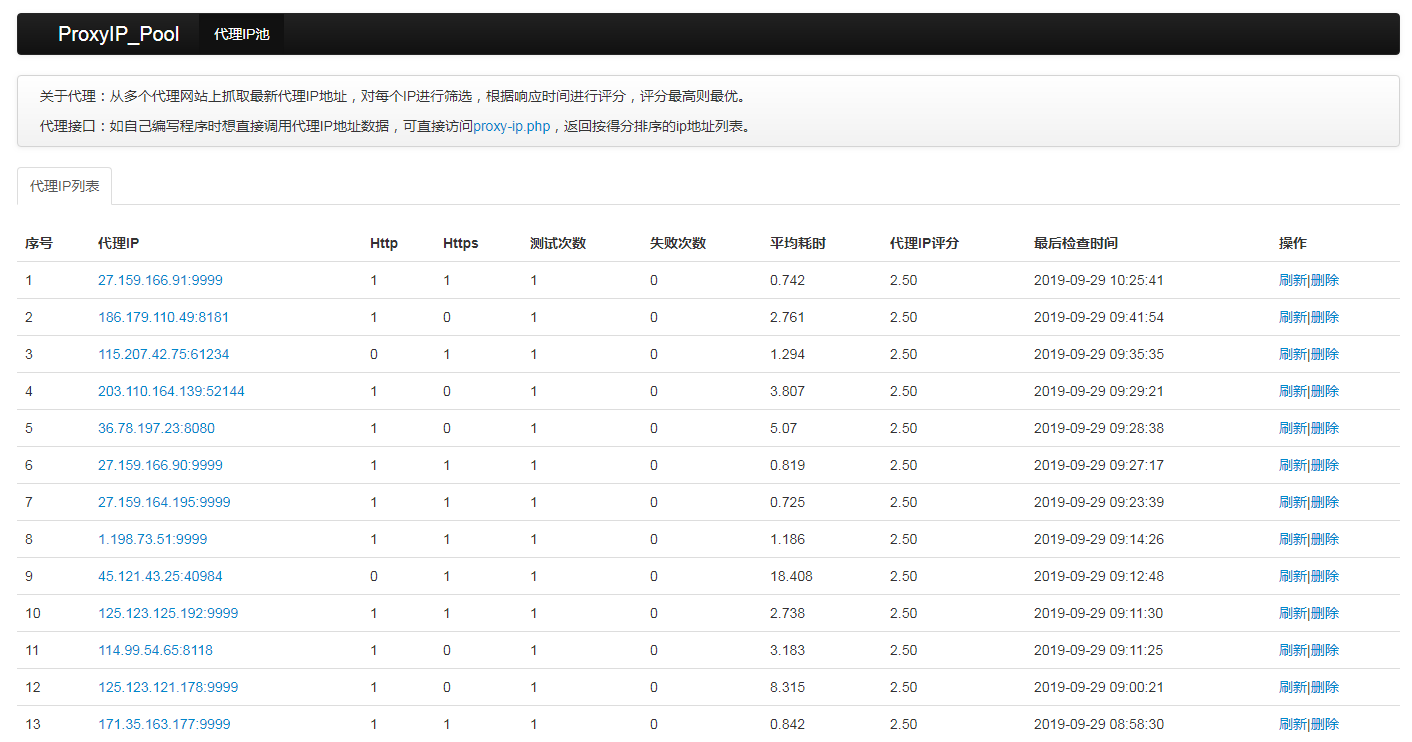 ProxyIP_Pool 代理IP池
关于代理：从多个代理网站上抓取最新代理IP地址，对每个IP进行筛选，根据响应时间进行评分，评分最高则最优。
代理接口：如自己编写程序时想直接调用代理IP地址数据，可直接访问proxy-ip.php，返回按得分排序的ip地址列表。
代理IP列表
序号 代理IP Http Https 测试次数 失败次数 平均耗时 代理IP评分 最后检查时间 操作
1 27.159.166.91:9999 1 1 1 0 0.742 2.50 2019-09-29 10:25:41 刷新|删除
2 186.179.110.49:8181 1 0 1 0 2.761 2.50 2019-09-29 09:41:54 刷新|删除
3 115.207.42.75:61234 0 1 1 0 1.294 2.50 2019-09-29 09:35:35 刷新|删除
4 203.110.164.139:52144 1 0 1 0 3.807 2.50 2019-09-29 09:29:21 刷新|删除
5 36.78.197.23:8080 1 0 1 0 5.07 2.50 2019-09-29 09:28:38 刷新|删除
6 27.159.166.90:9999 1 1 1 0 0.819 2.50 2019-09-29 09:27:17 刷新|删除
7 27.159.164.195:9999 1 1 1 0 0.725 2.50 2019-09-29 09:23:39 刷新|删除
8 1.198.73.51:9999 1 1 1 0 1.186 2.50 2019-09-29 09:14:26 刷新|删除
9 45.121.43.25:40984 0 1 1 0 18.408 2.50 2019-09-29 09:12:48 刷新|删除
10 125.123.125.192:9999 1 1 1 0 2.738 2.50 2019-09-29 09:11:30 刷新|删除
11 114.99.54.65:8118 1 0 1 0 3.183 2.50 2019-09-29 09:11:25 刷新|删除
12 125.123.121.178:9999 1 0 1 0 8.315 2.50 2019-09-29 09:00:21 刷新|删除
13 171.35.163.177:9999 1 1 1 0 0.842 2.50 2019-09-29 08:58:30 刷新|删除